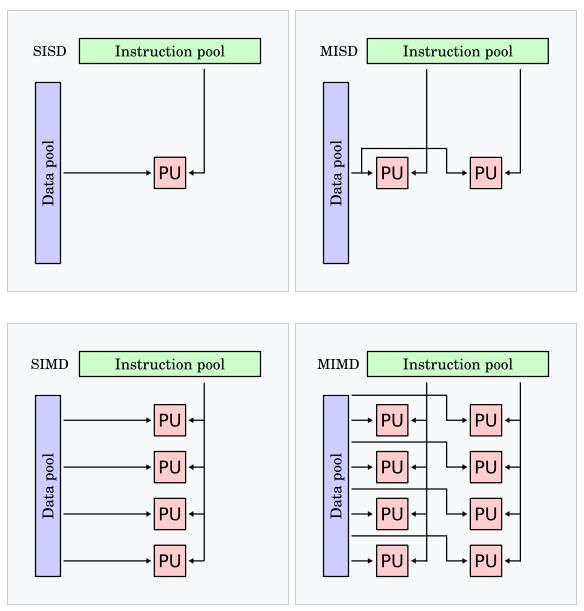 SISD Instruction pool
Data pool
PU
MISD Instruction pool
Data pool
PU PU
SIMD Instruction pool
Data pool
PU
PU
PU
PU
MIMD Instruction pool
Data pool
PU PU
PU PU
PU PU
PU PU